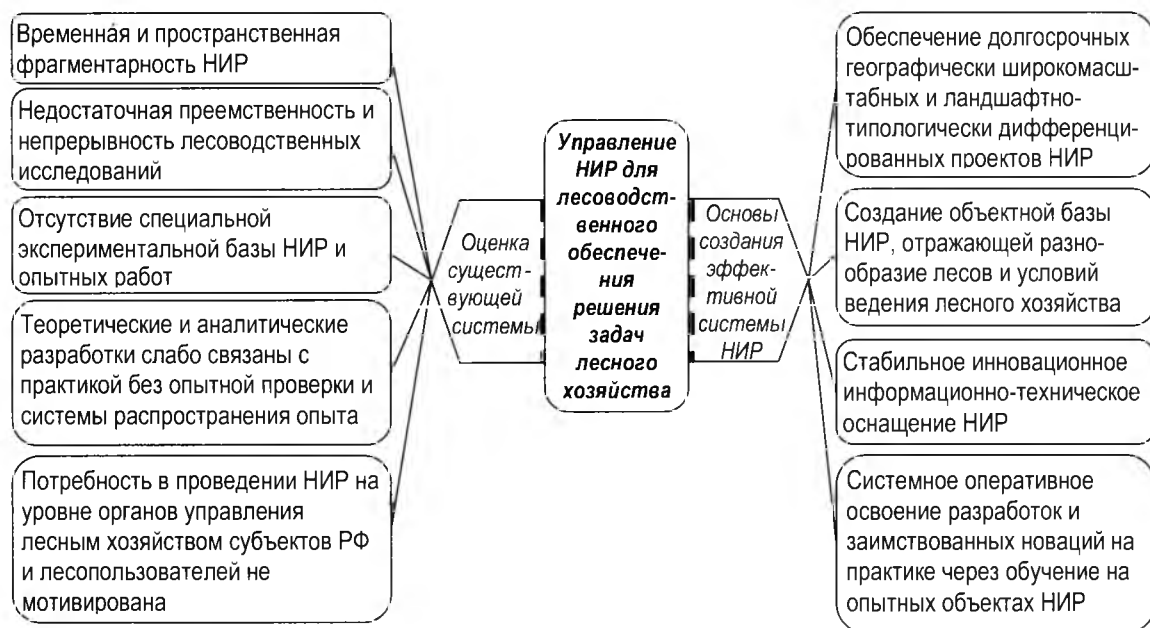 Временная и пространственная
фрагментарность НИР
Недостаточная преемственность и
непрерывность лесоводственных
исследований
Отсутствие специальной
экспериментальной базы НИР и
опытных работ
Теоретические и аналитические
разработки слабо связаны с
практикой без опытной проверки и
системы распространения опыта
Потребность в проведении НИР на
уровне органов управления
лесным хозяйством субъектов РФ
и лесопользователей не
мотивирована
Оценка
сущест-
вующей
системы
Управление
НИР для
лесоводст-
венного
обеспече-
ния
решения
задач
лесного
хозяйства
Основы
создания
эффек-
тивной
системы
НИР
Обеспечение долгосрочных
географически широкомасш-
табных и ландшафтно-
типологически дифференци-
рованных проектов НИР
Создание объектной базы
НИР, отражающей разно-
образие лесов и условий
ведения лесного хозяйства
Стабильное инновационное
информационно-техническое
оснащение НИР
Системное оперативное
освоение разработок и
заимствованных новаций на
практике через обучение на
опытных объектах НИР